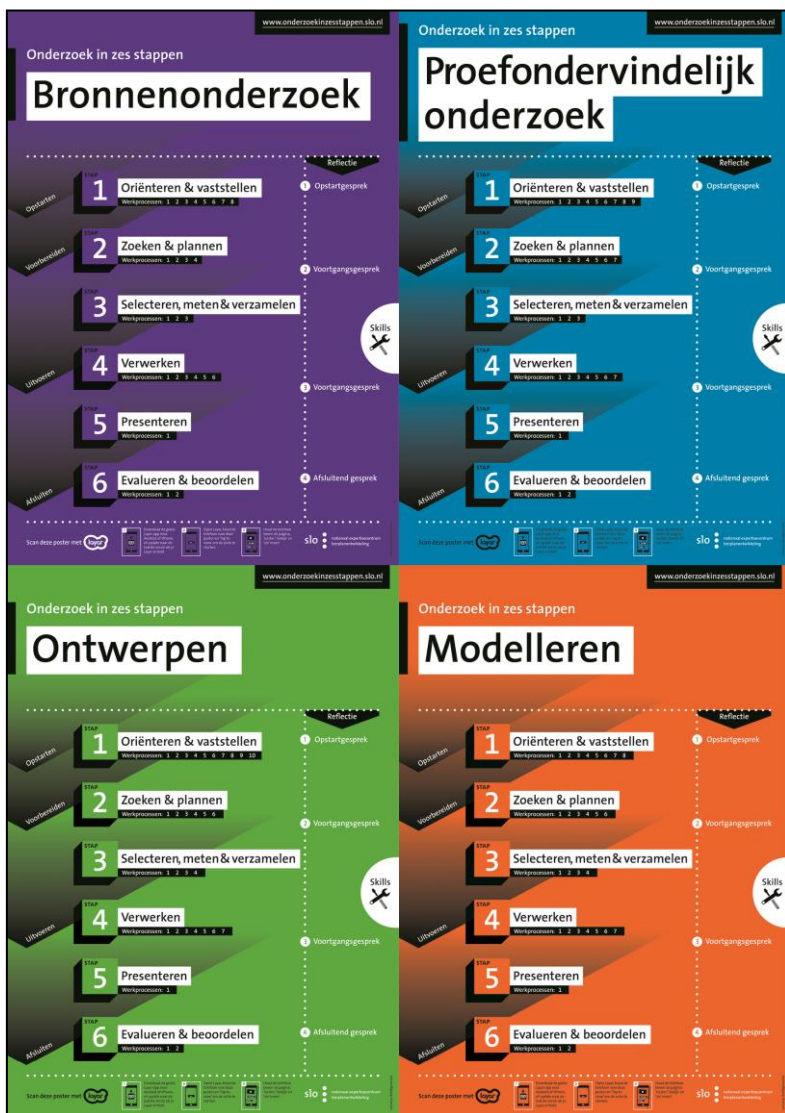 www.onderzoekinzesstappen.slo.nl
Onderzoek in zes stappen
Bronnenonderzoek
Reflectie
Opstarten
STAP
1
Oriënteren & vaststellen
Werkprocessen: 1 2 3 4 5 6 7 8
1 Opstartgesprek
Voorbereiden
STAP
2
Zoeken & plannen
Werkprocessen: 1 2 3 4
2 Voortgangsgesprek
STAP
3
Selecteren, meten & verzamelen
Werkprocessen: 1 2 3
Skills
Uitvoeren
STAP
4
Verwerken
Werkprocessen: 1 2 3 4 5 6
3 Voortgangsgesprek
STAP
5
Presenteren
Werkprocessen: 1
Afsluiten
STAP
6
Evalueren & beoordelen
Werkprocessen: 1 2
4 Afsluitend gesprek
Scan deze poster met layar
slo
nationaal expertisecentrum
leerplanontwikkeling
www.onderzoekinzesstappen.slo.nl
Onderzoek in zes stappen
Proefondervindelijk
onderzoek
Reflectie
Opstarten
STAP
1
Oriënteren & vaststellen
Werkprocessen: 1 2 3 4 5 6 7 8 9
1 Opstartgesprek
Voorbereiden
STAP
2
Zoeken & plannen
Werkprocessen: 1 2 3 4 5 6 7
2 Voortgangsgesprek
STAP
3
Selecteren, meten & verzamelen
Werkprocessen: 1 2 3
Skills
Uitvoeren
STAP
4
Verwerken
Werkprocessen: 1 2 3 4 5 6 7
3 Voortgangsgesprek
STAP
5
Presenteren
Werkprocessen: 1
Afsluiten
STAP
6
Evalueren & beoordelen
Werkprocessen: 1 2
4 Afsluitend gesprek
Scan deze poster met layar
slo
nationaal expertisecentrum
leerplanontwikkeling
www.onderzoekinzesstappen.slo.nl
Onderzoek in zes stappen
Ontwerpen
Reflectie
Opstarten
STAP
1
Oriënteren & vaststellen
Werkprocessen: 1 2 3 4 5 6 7 8 9 10
1 Opstartgesprek
Voorbereiden
STAP
2
Zoeken & plannen
Werkprocessen: 1 2 3 4 5 6
2 Voortgangsgesprek
STAP
3
Selecteren, meten & verzamelen
Werkprocessen: 1 2 3 4
Skills
Uitvoeren
STAP
4
Verwerken
Werkprocessen: 1 2 3 4 5 6 7
3 Voortgangsgesprek
STAP
5
Presenteren
Werkprocessen: 1
Afsluiten
STAP
6
Evalueren & beoordelen
Werkprocessen: 1 2
4 Afsluitend gesprek
Scan deze poster met layar
slo
nationaal expertisecentrum
leerplanontwikkeling
www.onderzoekinzesstappen.slo.nl
Onderzoek in zes stappen
Modelleren
Reflectie
Opstarten
STAP
1
Oriënteren & vaststellen
Werkprocessen: 1 2 3 4 5 6 7 8
1 Opstartgesprek
Voorbereiden
STAP
2
Zoeken & plannen
Werkprocessen: 1 2 3 4 5 6
2 Voortgangsgesprek
STAP
3
Selecteren, meten & verzamelen
Werkprocessen: 1 2 3 4
Skills
Uitvoeren
STAP
4
Verwerken
Werkprocessen: 1 2 3 4 5 6 7
3 Voortgangsgesprek
STAP
5
Presenteren
Werkprocessen: 1
Afsluiten
STAP
6
Evalueren & beoordelen
Werkprocessen: 1 2
4 Afsluitend gesprek
Scan deze poster met layar
slo
nationaal expertisecentrum
leerplanontwikkeling